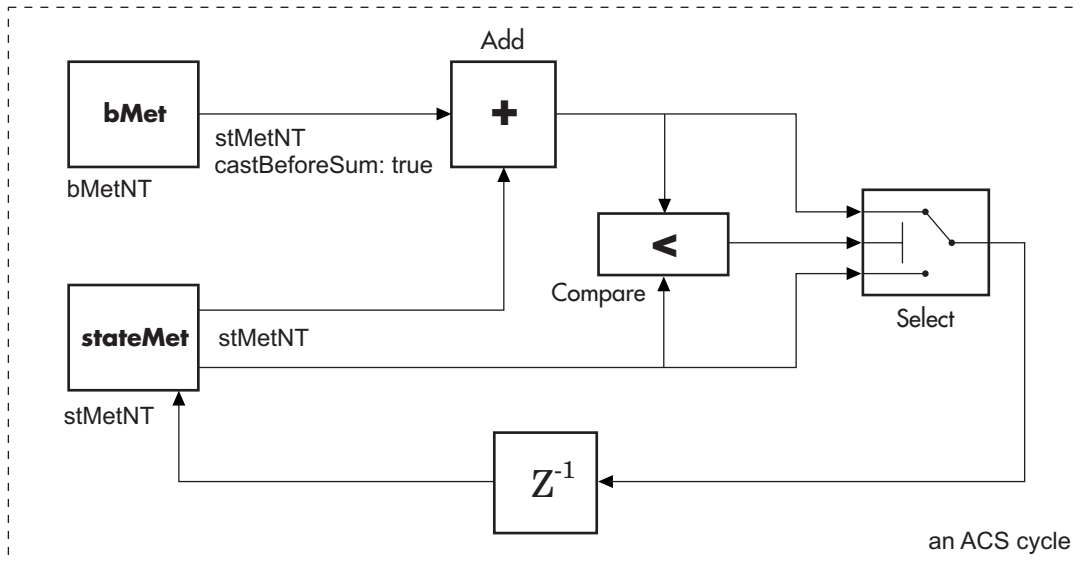 Add
bMet
+
stMetNT
castBeforeSum: true
bMetNT
<
Compare
stateMet
stMetNT
Select
stMetNT
Z-1
an ACS cycle